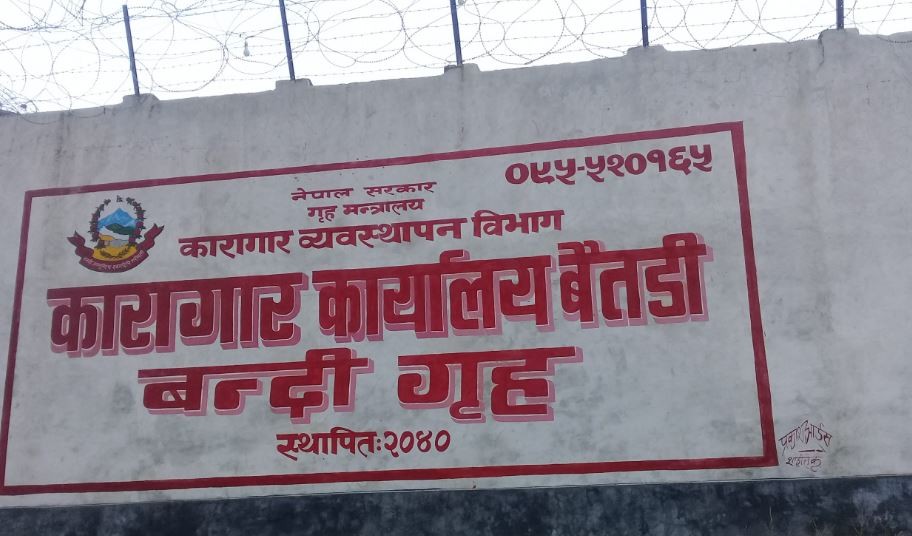 ०९५-५२०१६५
नेपाल सरकार
गृह मन्त्रालय
कारागार व्यवस्थापन विभाग
कारागार कार्यालय बैतडी
बन्दी गृह
स्थापितः२०४०